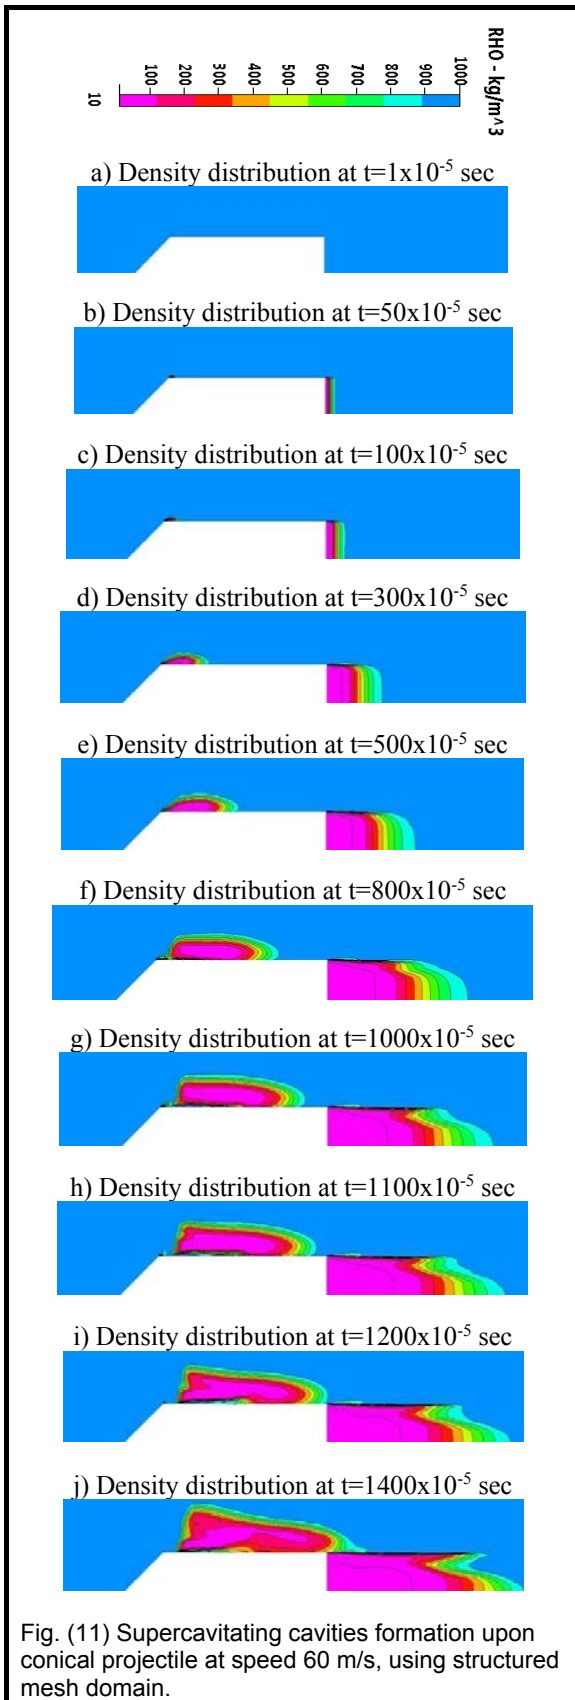 RHO - kg/m^3
10 100 200 300 400 500 600 700 800 900 1000
a) Density distribution at t=1x10-5 sec
b) Density distribution at t=50x10-5 sec
c) Density distribution at t=100x10-5 sec
d) Density distribution at t=300x10-5 sec
e) Density distribution at t=500x10-5 sec
f) Density distribution at t=800x10-5 sec
g) Density distribution at t=1000x10-5 sec
h) Density distribution at t=1100x10-5 sec
i) Density distribution at t=1200x10-5 sec
j) Density distribution at t=1400x10-5 sec
Fig. (11) Supercavitating cavities formation upon
conical projectile at speed 60 m/s, using structured
mesh domain.